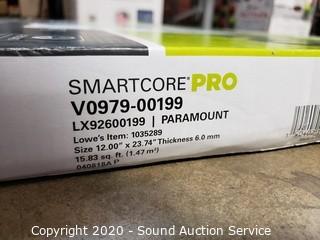 SMARTCORE® PRO
V0979-00199
LX92600199 | PARAMOUNT
Lowe's Item: 1035289
Size 12.00" x 23.74" Thickness 6.0 mm
15.83 sq. ft. (1.47 m²)
040818A P
Copyright 2020 - Sound Auction Service